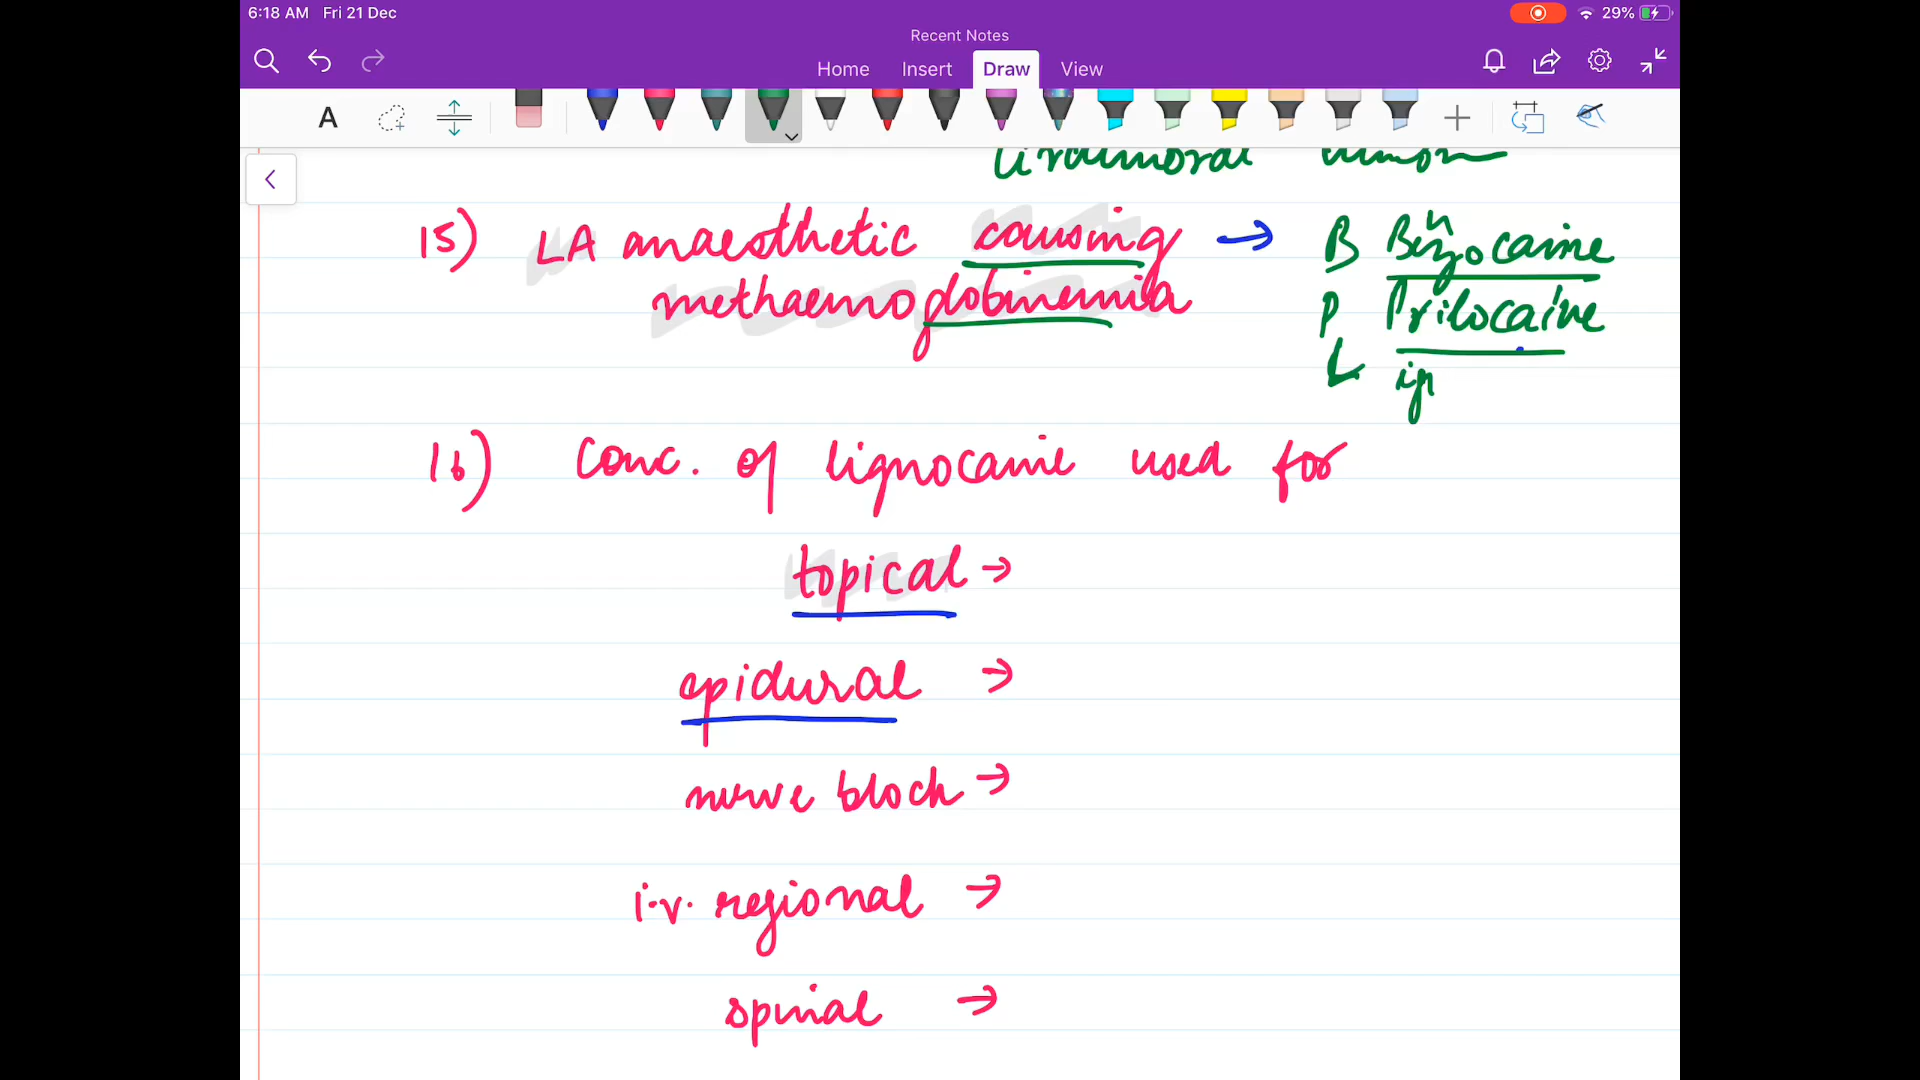 6:18 AM Fri 21 Dec
29%
Recent Notes
Home Insert Draw View
A
15) LA anaesthetic causing → B Benzocaine
methaemoglobinemia P Prilocaine
L ign
16) Conc. of lignocaine used for
topical →
epidural →
nerve block →
i.v. regional →
spinal →